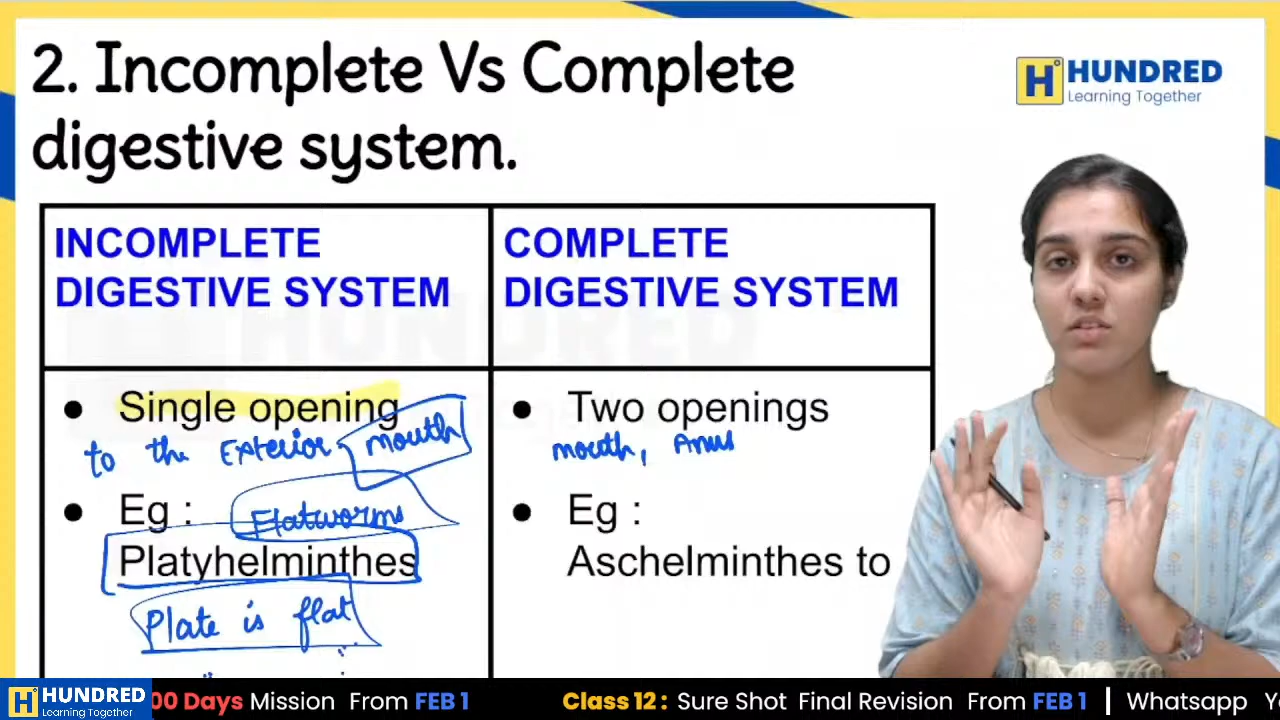 2. Incomplete Vs Complete
digestive system.
H° HUNDRED
Learning Together
INCOMPLETE
DIGESTIVE SYSTEM
COMPLETE
DIGESTIVE SYSTEM
HUNDRED
● Single opening
to the Exterior mouth
● Eg : Flatworms
Platyhelminthes
Plate is flat
● Two openings
mouth, Anus
● Eg :
Aschelminthes to
H° HUNDRED
Learning Together
00 Days Mission From FEB 1 Class 12 : Sure Shot Final Revision From FEB 1 | Whatsapp Y